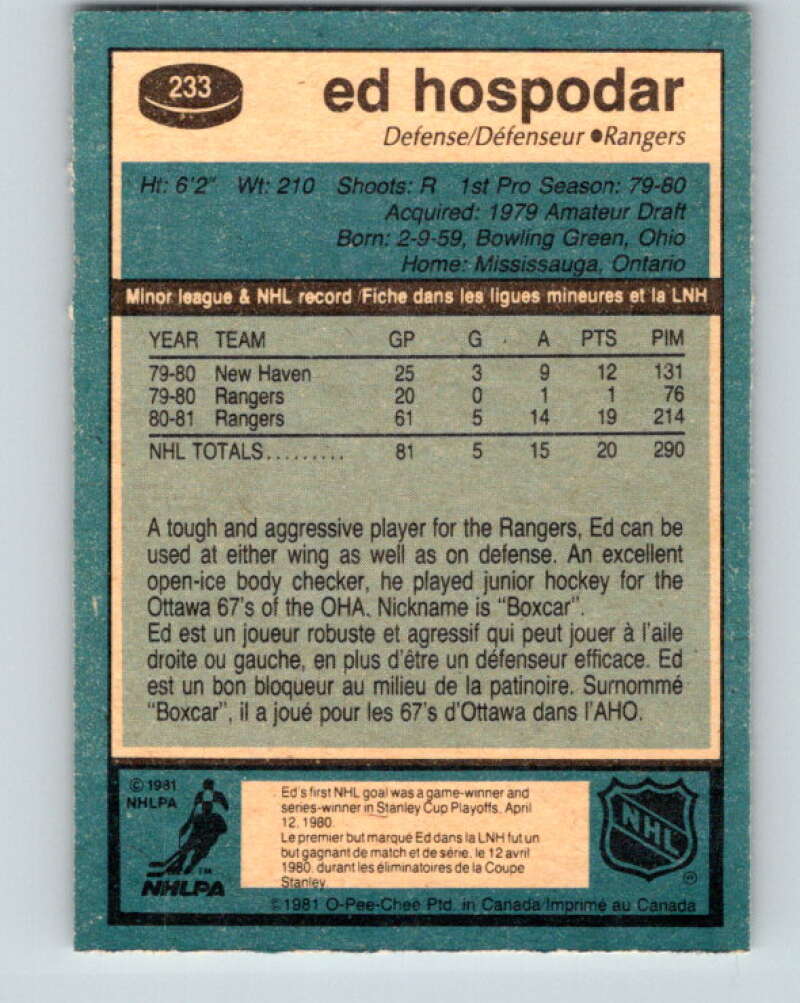 233
ed hospodar
Defense/Défenseur ●Rangers
Ht: 6'2" Wt: 210 Shoots: R 1st Pro Season: 79-80
Acquired: 1979 Amateur Draft
Born: 2-9-59, Bowling Green, Ohio
Home: Mississauga, Ontario
Minor league & NHL record /Fiche dans les ligues mineures et la LNH
YEAR TEAM GP G A PTS PIM
79-80 New Haven 25 3 9 12 131
79-80 Rangers 20 0 1 1 76
80-81 Rangers 61 5 14 19 214
NHL TOTALS......... 81 5 15 20 290
A tough and aggressive player for the Rangers, Ed can be
used at either wing as well as on defense. An excellent
open-ice body checker, he played junior hockey for the
Ottawa 67's of the OHA. Nickname is "Boxcar".
Ed est un joueur robuste et agressif qui peut jouer à l'aile
droite ou gauche, en plus d'être un défenseur efficace. Ed
est un bon bloqueur au milieu de la patinoire. Surnommé
"Boxcar", il a joué pour les 67's d'Ottawa dans l'AHO.
© 1981
NHLPA
TM
NHLPA
Ed's first NHL goal was a game-winner and
series-winner in Stanley Cup Playoffs, April
12, 1980.
Le premier but marqué Ed dans la LNH fut un
but gagnant de match et de série, le 12 avril
1980, durant les éliminatoires de la Coupe
Stanley
NHL
®
© 1981 O-Pee-Chee Ptd. in Canada/Imprimé au Canada